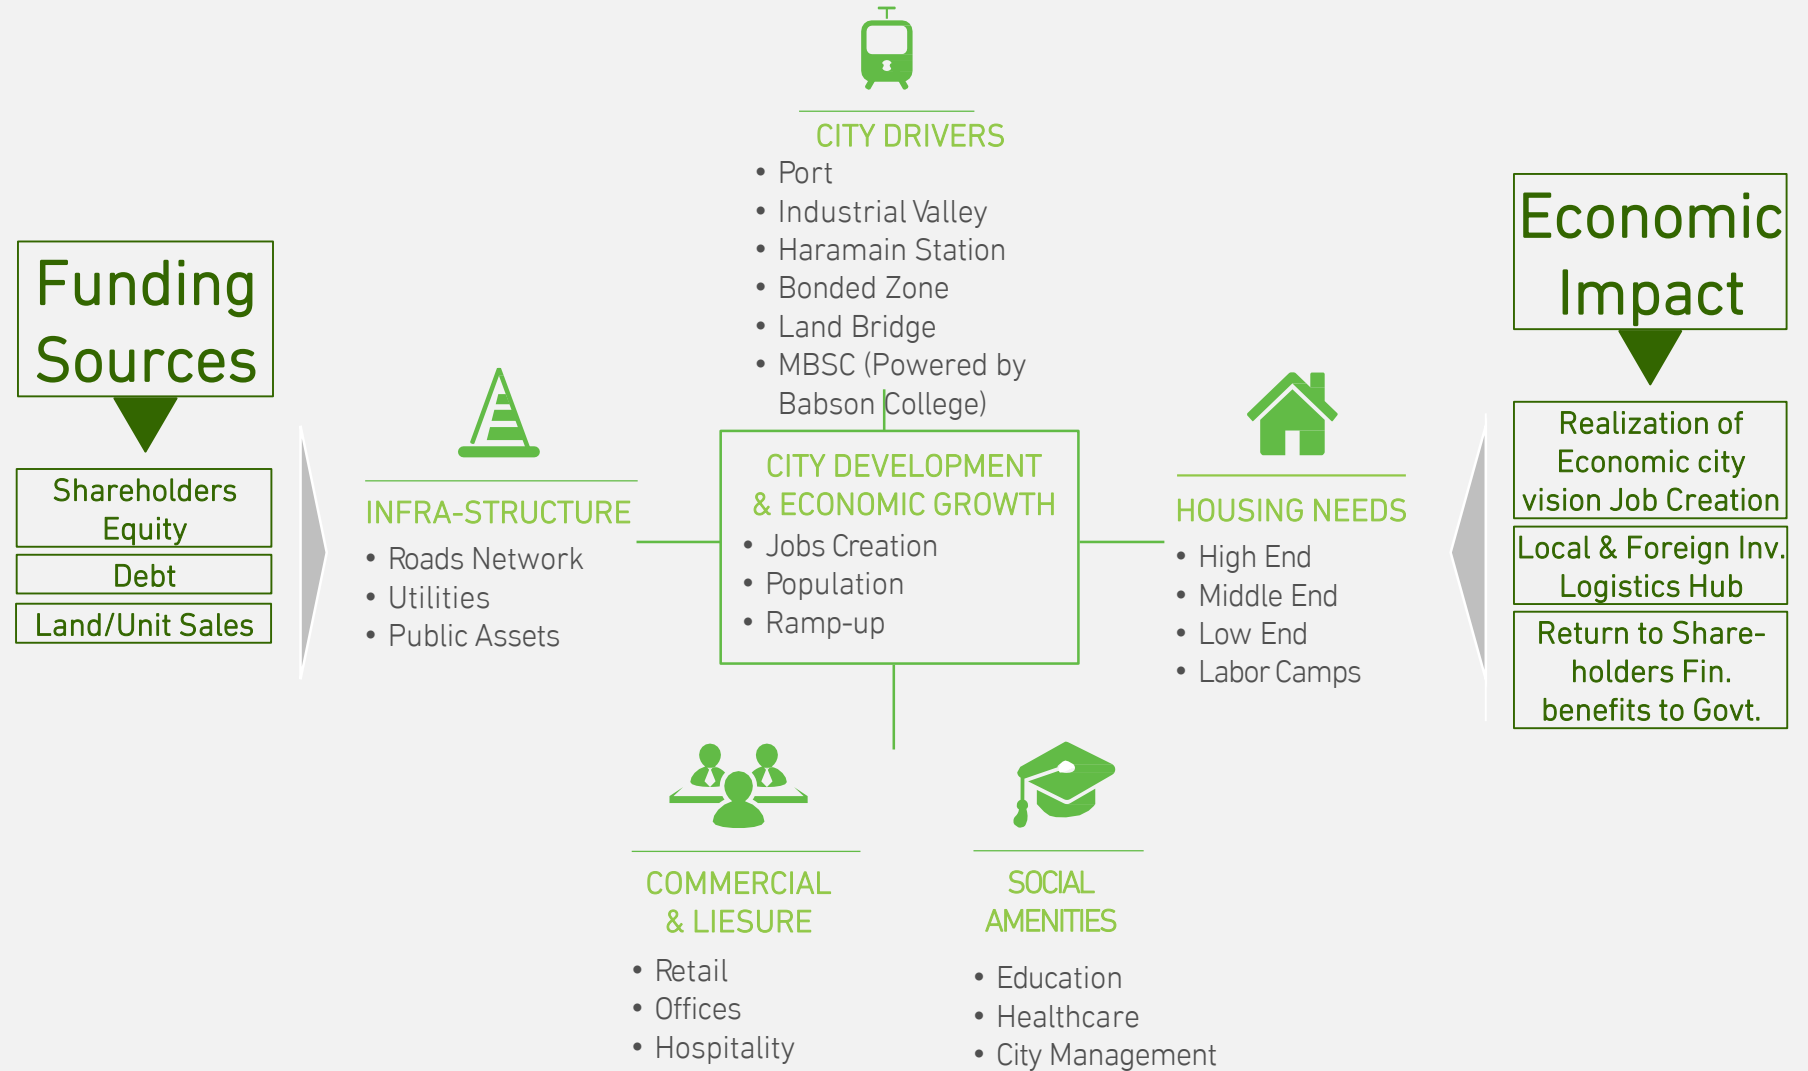 CITY DRIVERS
• Port
• Industrial Valley
• Haramain Station
• Bonded Zone
• Land Bridge
• MBSC (Powered by
Babson College)
Funding
Sources
Shareholders
Equity
Debt
Land/Unit Sales
INFRA-STRUCTURE
• Roads Network
• Utilities
• Public Assets
CITY DEVELOPMENT
& ECONOMIC GROWTH
• Jobs Creation
• Population
• Ramp-up
HOUSING NEEDS
• High End
• Middle End
• Low End
• Labor Camps
Economic
Impact
Realization of
Economic city
vision Job Creation
Local & Foreign Inv.
Logistics Hub
Return to Share-
holders Fin.
benefits to Govt.
COMMERCIAL
& LIESURE
• Retail
• Offices
• Hospitality
SOCIAL
AMENITIES
• Education
• Healthcare
• City Management